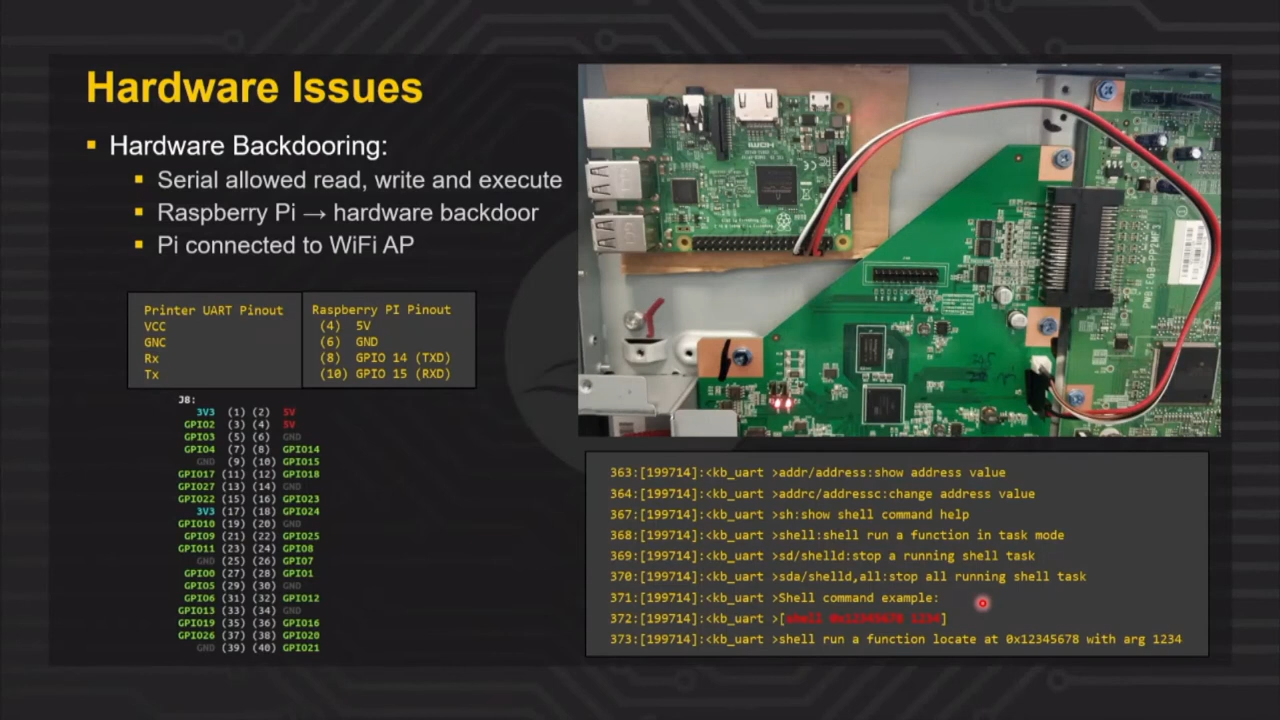 Hardware Issues
Hardware Backdooring:
Serial allowed read, write and execute
Raspberry Pi → hardware backdoor
Pi connected to WiFi AP
Printer UART Pinout
VCC
GNC
Rx
Tx
Raspberry PI Pinout
(4) 5V
(6) GND
(8) GPIO 14 (TXD)
(10) GPIO 15 (RXD)
J8:
3V3 (1) (2) 5V
GPIO2 (3) (4) 5V
GPIO3 (5) (6) GND
GPIO4 (7) (8) GPIO14
GND (9) (10) GPIO15
GPIO17 (11) (12) GPIO18
GPIO27 (13) (14) GND
GPIO22 (15) (16) GPIO23
3V3 (17) (18) GPIO24
GPIO10 (19) (20) GND
GPIO9 (21) (22) GPIO25
GPIO11 (23) (24) GPIO8
GND (25) (26) GPIO7
GPIO0 (27) (28) GPIO1
GPIO5 (29) (30) GND
GPIO6 (31) (32) GPIO12
GPIO13 (33) (34) GND
GPIO19 (35) (36) GPIO16
GPIO26 (37) (38) GPIO20
GND (39) (40) GPIO21
HDMI
PWB:EGB-PPIMF3
363:[199714]:<kb_uart >addr/address:show address value
364:[199714]:<kb_uart >addrc/addressc:change address value
367:[199714]:<kb_uart >sh:show shell command help
368:[199714]:<kb_uart >shell:shell run a function in task mode
369:[199714]:<kb_uart >sd/shelld:stop a running shell task
370:[199714]:<kb_uart >sda/shelld,all:stop all running shell task
371:[199714]:<kb_uart >Shell command example:
372:[199714]:<kb_uart >[shell 0x12345678 1234]
373:[199714]:<kb_uart >shell run a function locate at 0x12345678 with arg 1234